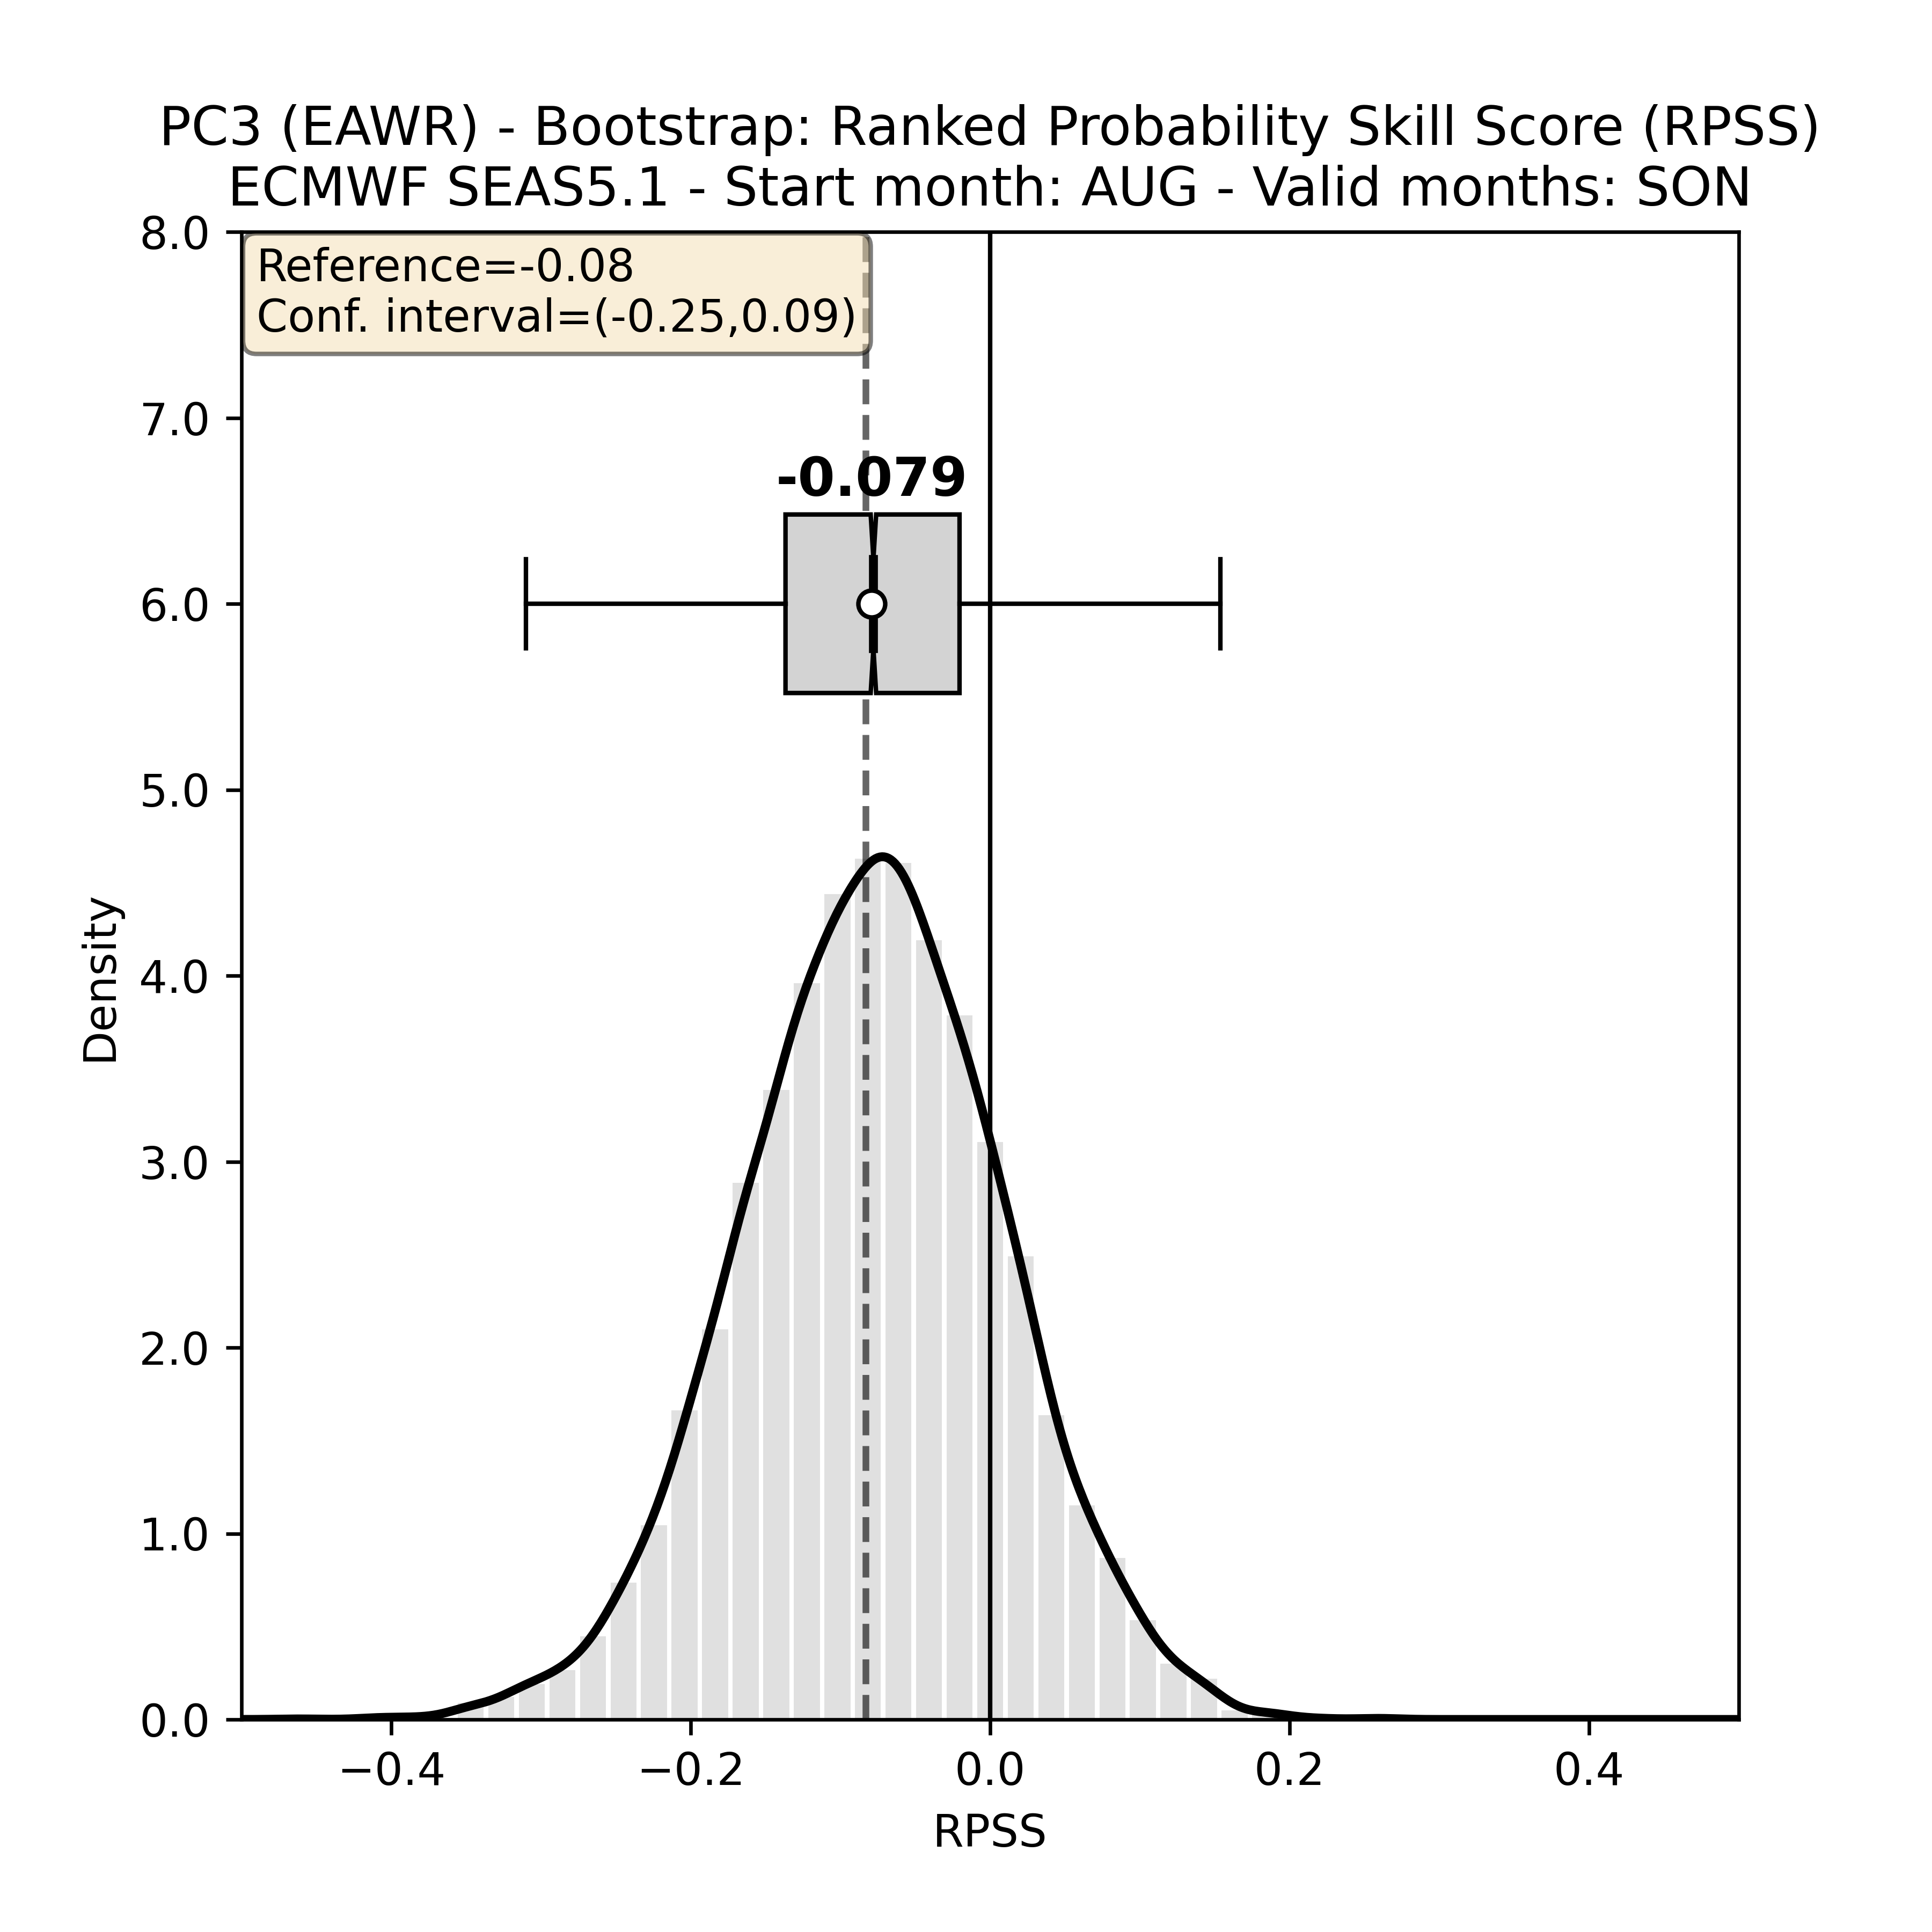 PC3 (EAWR) - Bootstrap: Ranked Probability Skill Score (RPSS)
ECMWF SEAS5.1 - Start month: AUG - Valid months: SON
Reference=-0.08
Conf. interval=(-0.25,0.09)
-0.079
8.0
7.0
6.0
5.0
4.0
3.0
2.0
1.0
0.0
Density
−0.4 −0.2 0.0 0.2 0.4
RPSS